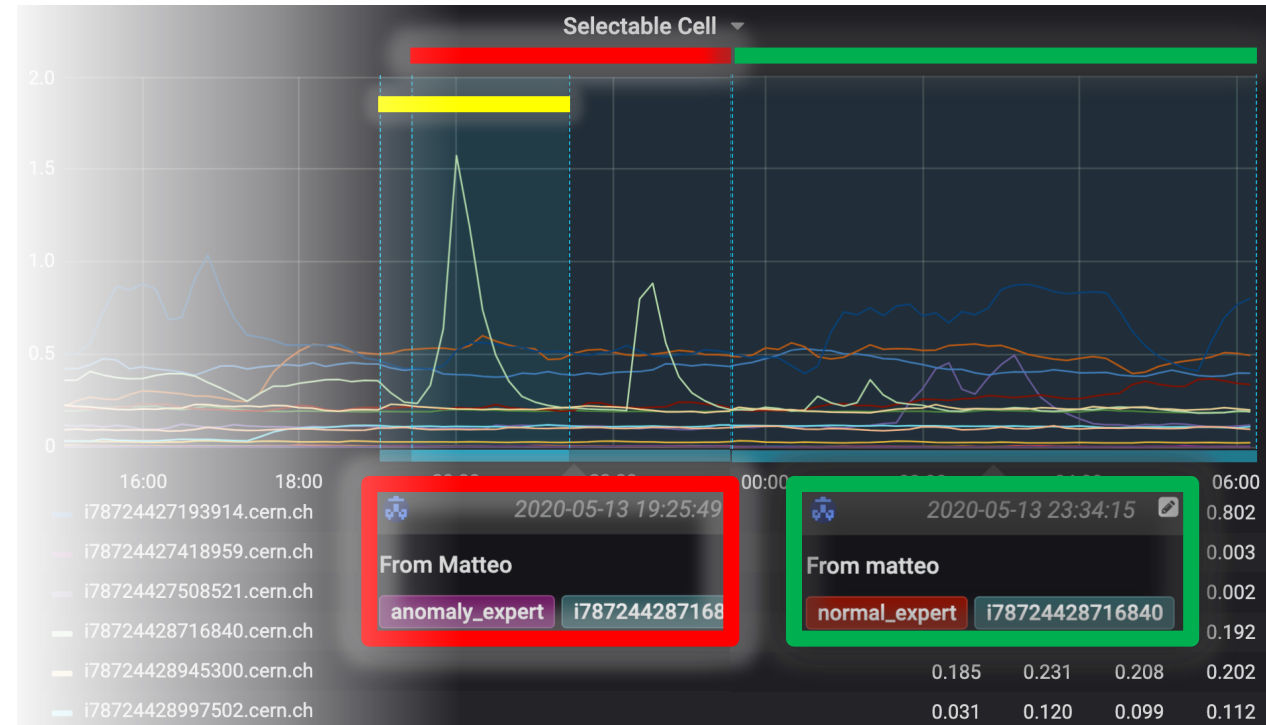 Selectable Cell
2.0
1.5
1.0
0.5
0
16:00 18:00 00:00 06:00
i78724427193914.cern.ch 0.802
i78724427418959.cern.ch 0.003
i78724427508521.cern.ch 0.002
i78724428716840.cern.ch 0.192
i78724428945300.cern.ch 0.185 0.231 0.208 0.202
i78724428997502.cern.ch 0.031 0.120 0.099 0.112
2020-05-13 19:25:49
From Matteo
anomaly_expert i787244287168
2020-05-13 23:34:15
From matteo
normal_expert i78724428716840